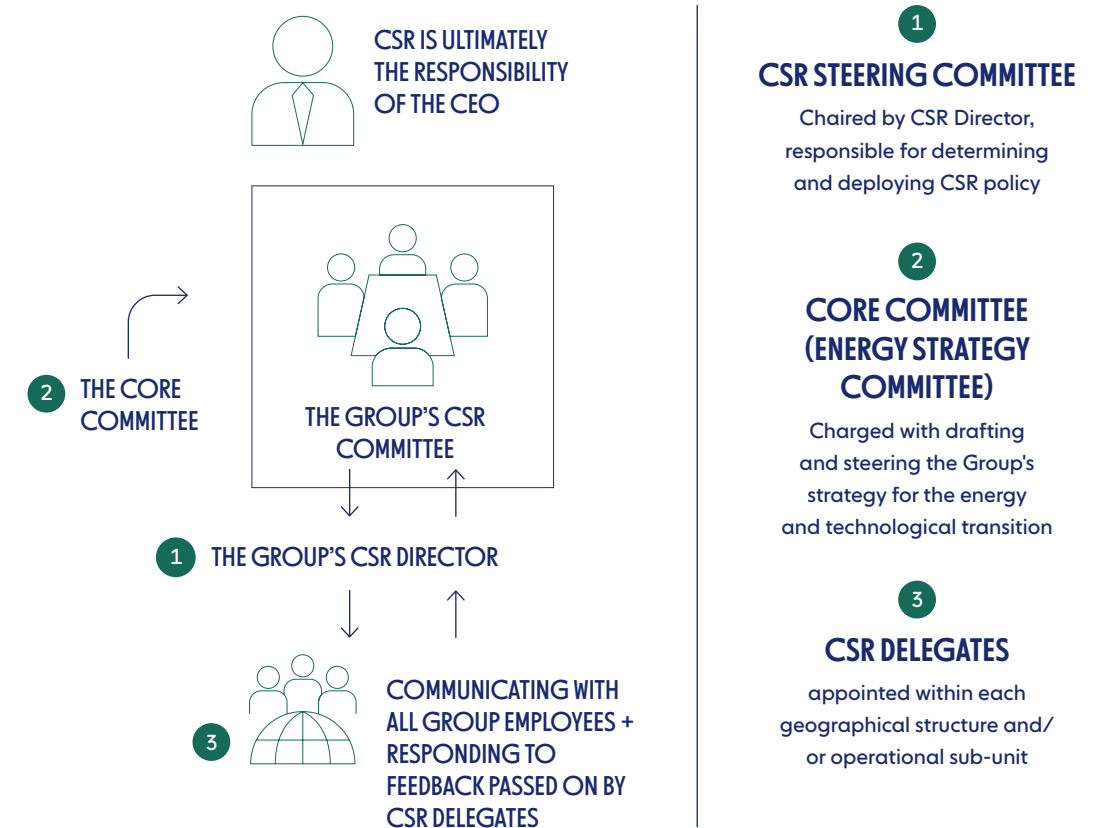 CSR IS ULTIMATELY
THE RESPONSIBILITY
OF THE CEO
2
THE CORE
COMMITTEE
THE GROUP'S CSR
COMMITTEE
1
THE GROUP'S CSR DIRECTOR
3
COMMUNICATING WITH
ALL GROUP EMPLOYEES +
RESPONDING TO
FEEDBACK PASSED ON BY
CSR DELEGATES
1
CSR STEERING COMMITTEE
Chaired by CSR Director,
responsible for determining
and deploying CSR policy
2
CORE COMMITTEE
(ENERGY STRATEGY
COMMITTEE)
Charged with drafting
and steering the Group's
strategy for the energy
and technological transition
3
CSR DELEGATES
appointed within each
geographical structure and/
or operational sub-unit